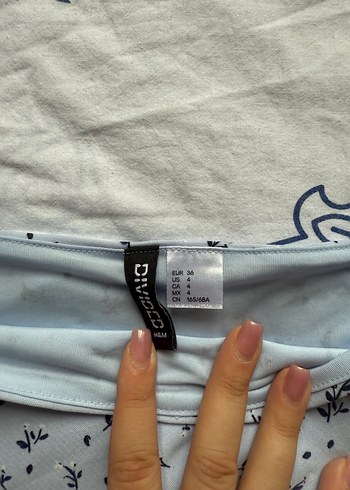 DIVIDED
H&M
EUR 36
US 4
CA 4
MX 4
CN 165/68A